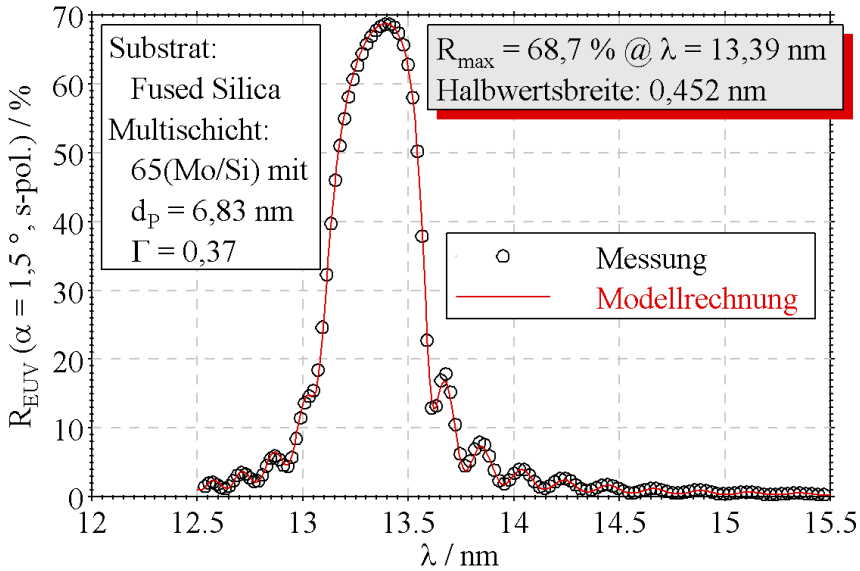 R_EUV (α = 1,5 °, s-pol.) / %
70
60
50
40
30
20
10
0
Substrat:
Fused Silica
Multischicht:
65(Mo/Si) mit
d_P = 6,83 nm
Γ = 0,37
R_max = 68,7 % @ λ = 13,39 nm
Halbwertsbreite: 0,452 nm
Messung
Modellrechnung
12 12.5 13 13.5 14 14.5 15 15.5
λ / nm